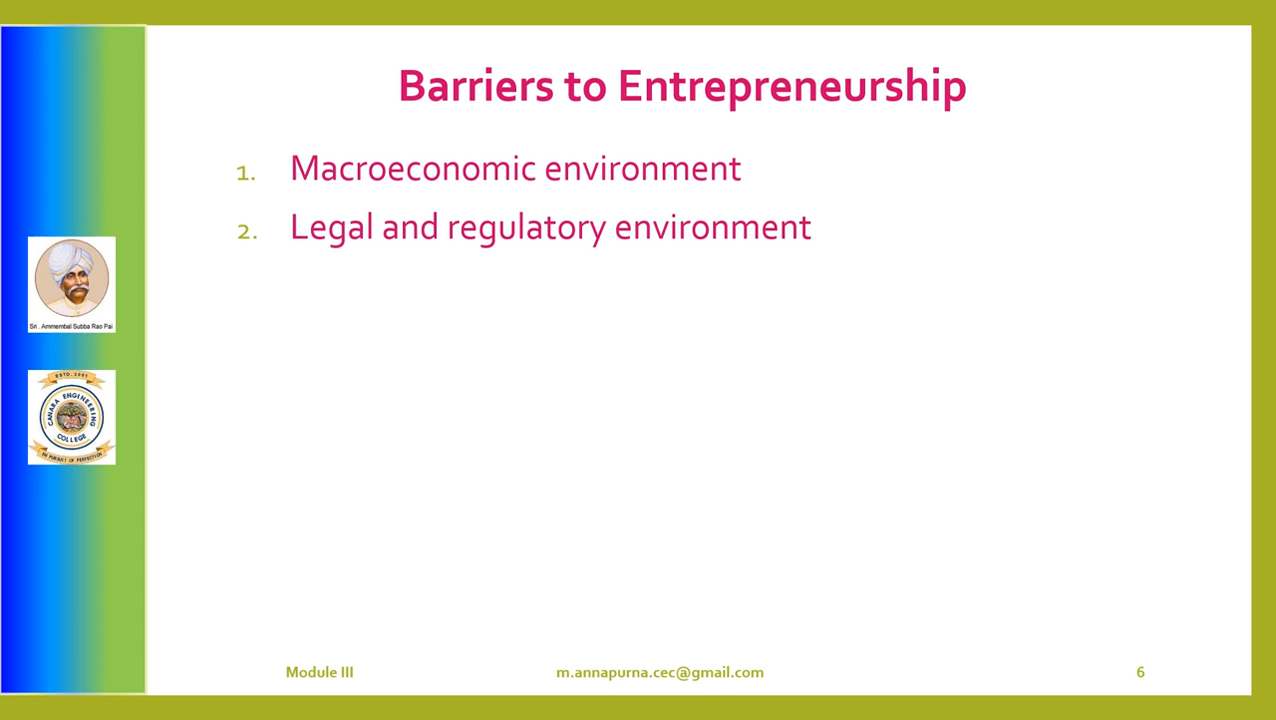 Barriers to Entrepreneurship
1. Macroeconomic environment
2. Legal and regulatory environment
Sri . Ammembal Subba Rao Pai
ESTD. 2001
CANARA ENGINEERING
COLLEGE
IN PURSUIT OF PERFECTION
Module III
m.annapurna.cec@gmail.com
6